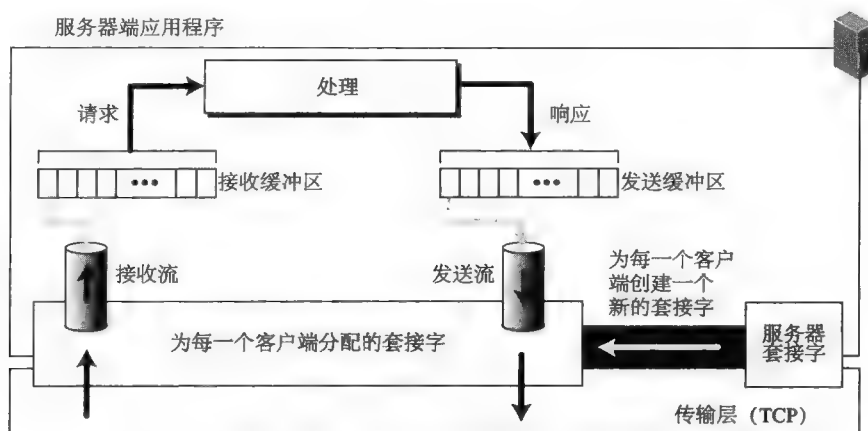 服务器端应用程序
处理
请求
响应
接收缓冲区
发送缓冲区
接收流
发送流
为每一个客户
端创建一个
新的套接字
为每一个客户端分配的套接字
服务器
套接字
传输层（TCP）